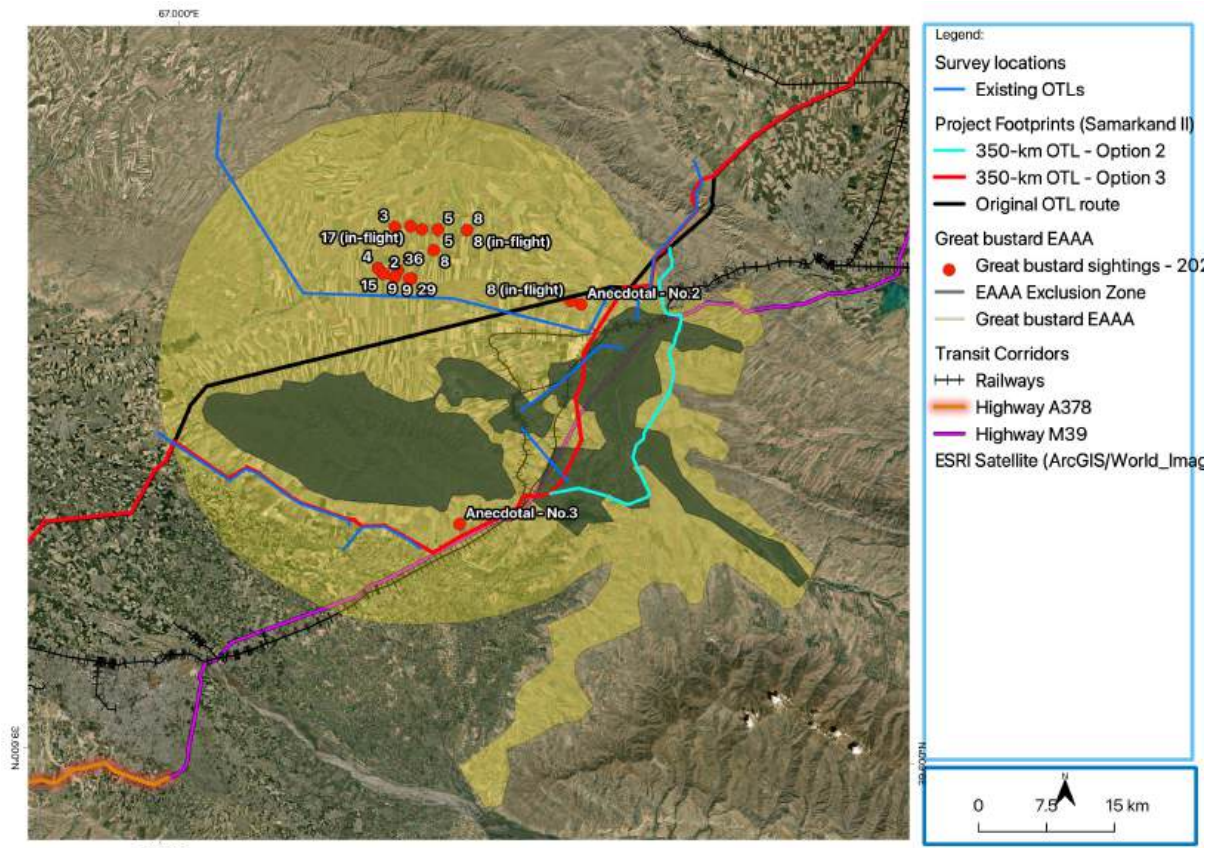 67.000°E
3
5
8
17 (in-flight)
5
8 (in-flight)
4
2
36
8
15
9
9
29
8 (in-flight)
Anecdotal - No.2
Anecdotal - No.3
39.600°N
Legend:
Survey locations
Existing OTLs
Project Footprints (Samarkand II)
350-km OTL - Option 2
350-km OTL - Option 3
Original OTL route
Great bustard EAAA
Great bustard sightings - 202
EAAA Exclusion Zone
Great bustard EAAA
Transit Corridors
Railways
Highway A378
Highway M39
ESRI Satellite (ArcGIS/World_Imag
N
0 7.5 15 km